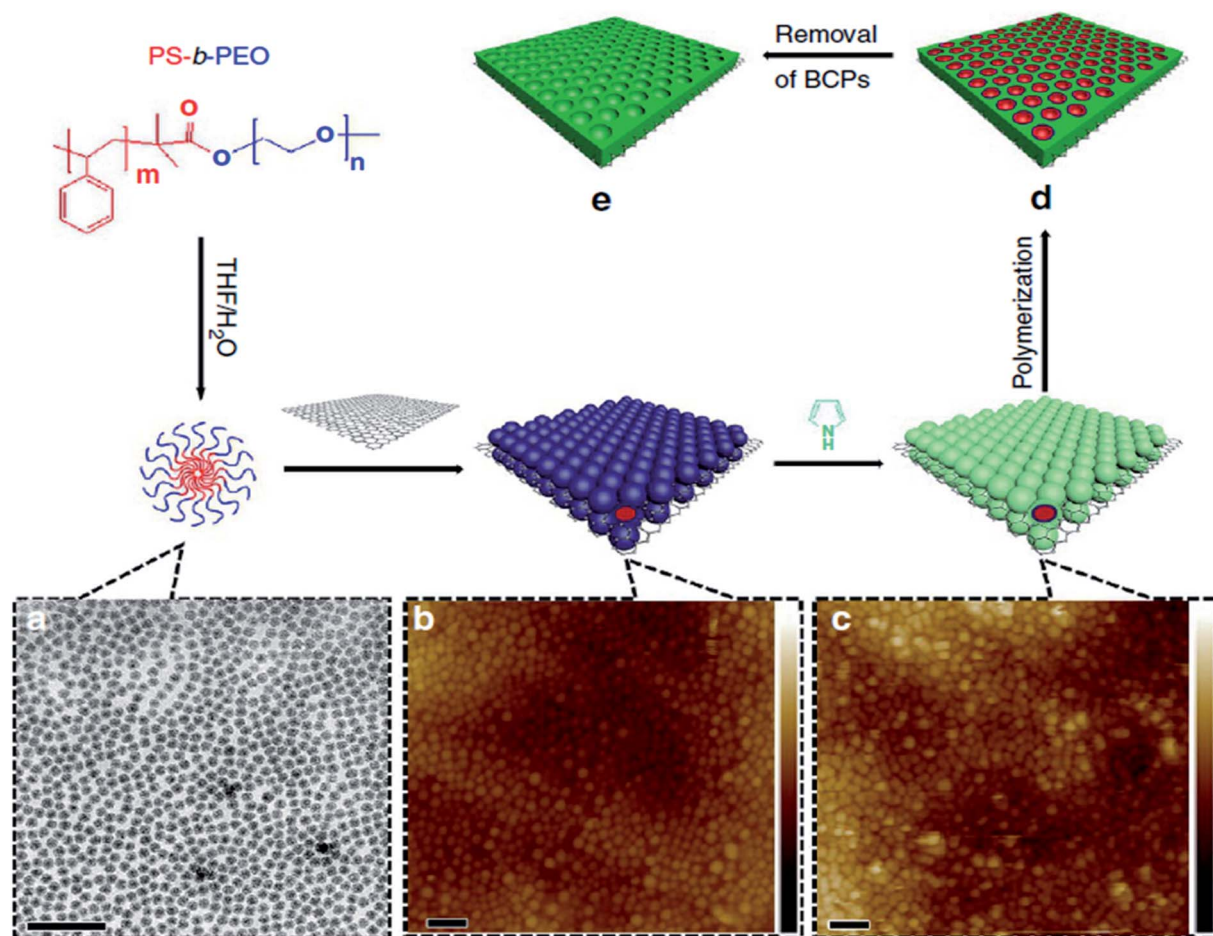 PS-b-PEO
O
O
O
m
n
THF/H₂O
Removal
of BCPs
e
d
Polymerization
N
H
a
b
c